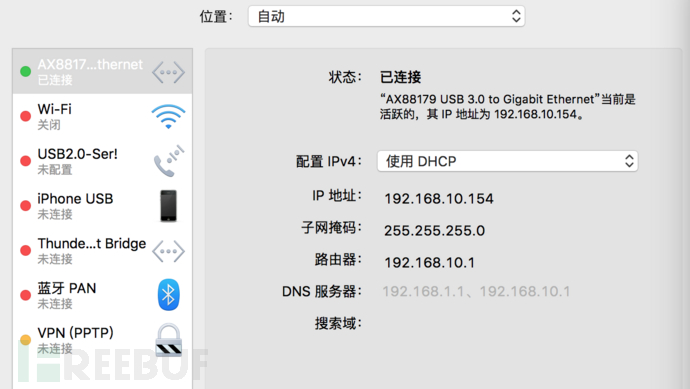 位置： 自动
AX8817...thernet
已连接
Wi-Fi
关闭
USB2.0-Ser!
未配置
iPhone USB
未连接
Thunde...t Bridge
未连接
蓝牙 PAN
未连接
VPN (PPTP)
未连接
状态： 已连接
“AX88179 USB 3.0 to Gigabit Ethernet”当前是
活跃的，其 IP 地址为 192.168.10.154。
配置 IPv4： 使用 DHCP
IP 地址： 192.168.10.154
子网掩码： 255.255.255.0
路由器： 192.168.10.1
DNS 服务器： 192.168.1.1、192.168.10.1
搜索域：
FREEBUF